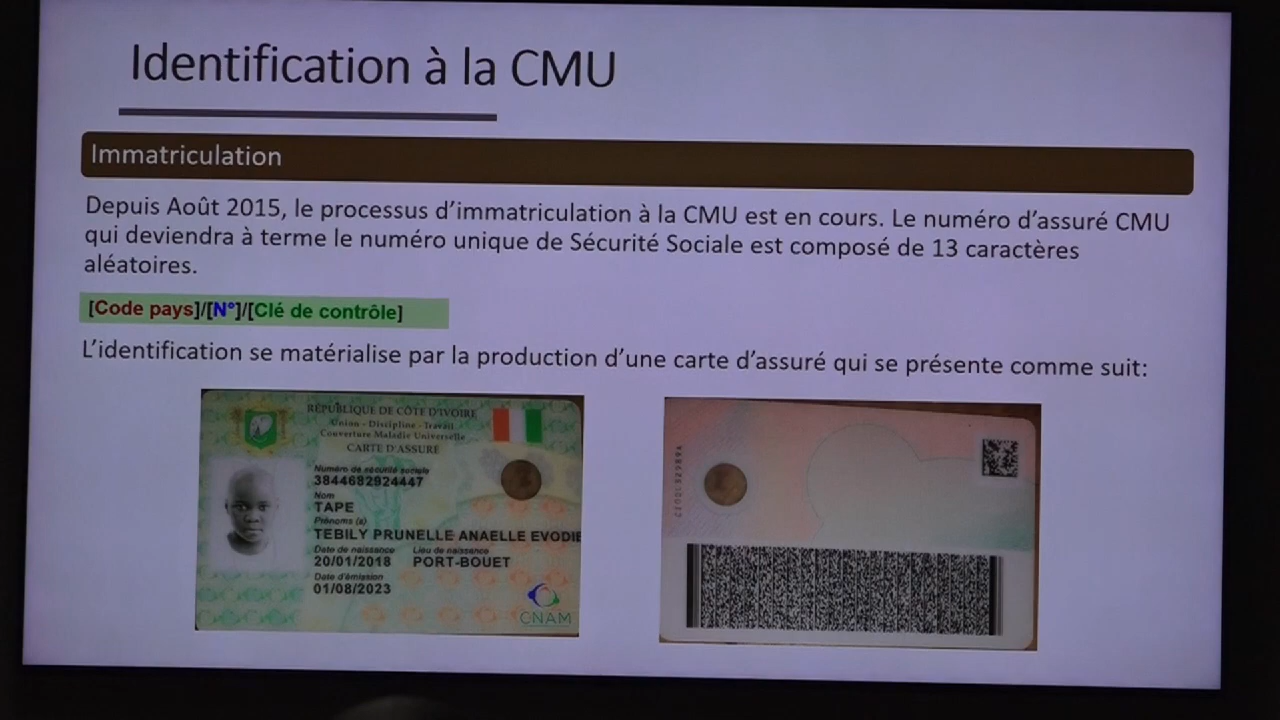 Identification à la CMU
Immatriculation
Depuis Août 2015, le processus d'immatriculation à la CMU est en cours. Le numéro d'assuré CMU
qui deviendra à terme le numéro unique de Sécurité Sociale est composé de 13 caractères
aléatoires.
[Code pays]/[N°]/[Clé de contrôle]
L'identification se matérialise par la production d'une carte d'assuré qui se présente comme suit:
RÉPUBLIQUE DE CÔTE D'IVOIRE
Union - Discipline - Travail
Couverture Maladie Universelle
CARTE D'ASSURÉ
Numéro de sécurité sociale
3844682924447
Nom
TAPE
Prénoms (s)
TEBILY PRUNELLE ANAELLE EVODIE
Date de naissance Lieu de naissance
20/01/2018 PORT-BOUET
Date d'émission
01/08/2023
CNAM